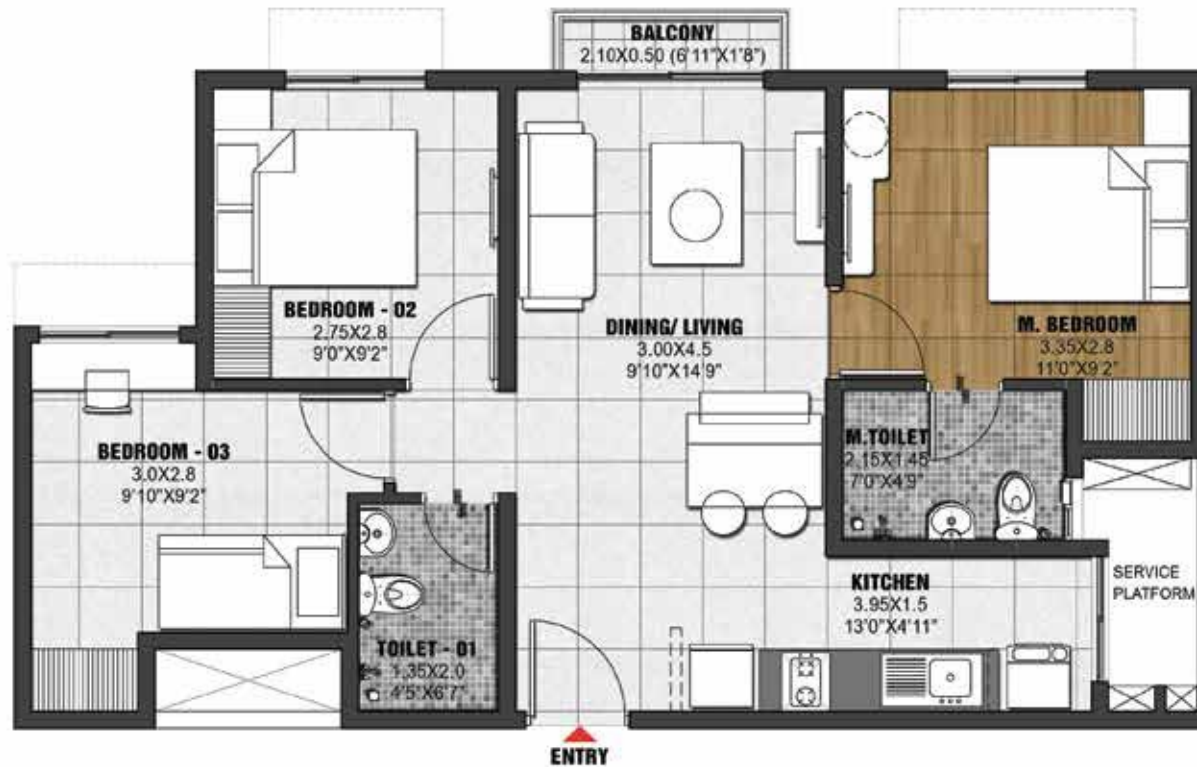 BALCONY
2.10X0.50 (6'11"X1'8")
BEDROOM - 02
2.75X2.8
9'0"X9'2"
DINING/ LIVING
3.00X4.5
9'10"X14'9"
M. BEDROOM
3.35X2.8
11'0"X9'2"
BEDROOM - 03
3.0X2.8
9'10"X9'2"
M.TOILET
2.15X1.45
7'0"X4'9"
KITCHEN
3.95X1.5
13'0"X4'11"
SERVICE
PLATFORM
TOILET - 01
1.35X2.0
4'5"X6'7"
ENTRY